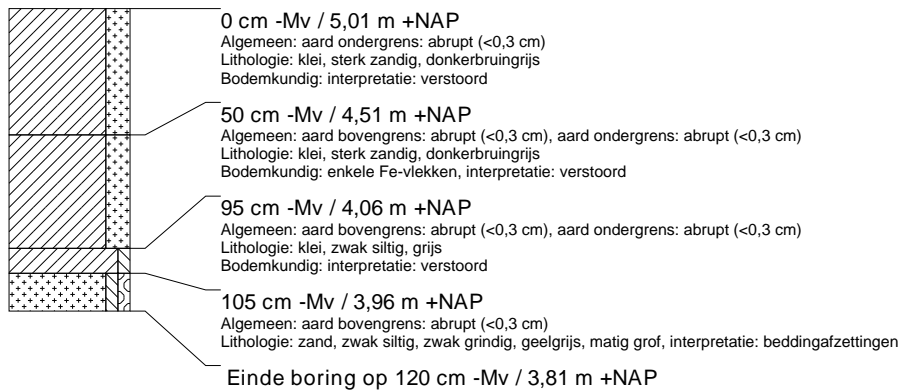 0 cm -Mv / 5,01 m +NAP
Algemeen: aard ondergrens: abrupt (<0,3 cm)
Lithologie: klei, sterk zandig, donkerbruingrijs
Bodemkundig: interpretatie: verstoord
50 cm -Mv / 4,51 m +NAP
Algemeen: aard bovengrens: abrupt (<0,3 cm), aard ondergrens: abrupt (<0,3 cm)
Lithologie: klei, sterk zandig, donkerbruingrijs
Bodemkundig: enkele Fe-vlekken, interpretatie: verstoord
95 cm -Mv / 4,06 m +NAP
Algemeen: aard bovengrens: abrupt (<0,3 cm), aard ondergrens: abrupt (<0,3 cm)
Lithologie: klei, zwak siltig, grijs
Bodemkundig: interpretatie: verstoord
105 cm -Mv / 3,96 m +NAP
Algemeen: aard bovengrens: abrupt (<0,3 cm)
Lithologie: zand, zwak siltig, zwak grindig, geelgrijs, matig grof, interpretatie: beddingafzettingen
Einde boring op 120 cm -Mv / 3,81 m +NAP